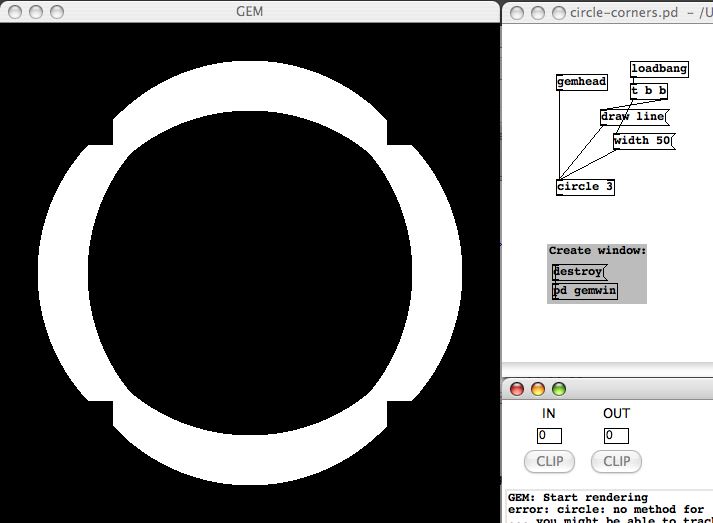 GEM
circle-corners.pd - /U
loadbang
gemhead
t b b
draw line
width 50
circle 3
Create window:
destroy
pd gemwin
IN OUT
0 0
CLIP CLIP
GEM: Start rendering
error: circle: no method for
... you might be able to trac